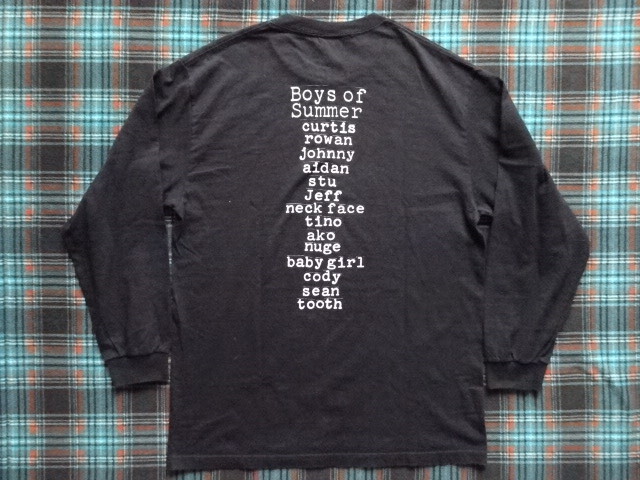 Boys of
Summer
curtis
rowan
johnny
aidan
stu
Jeff
neck face
tino
ako
nuge
baby girl
cody
sean
tooth